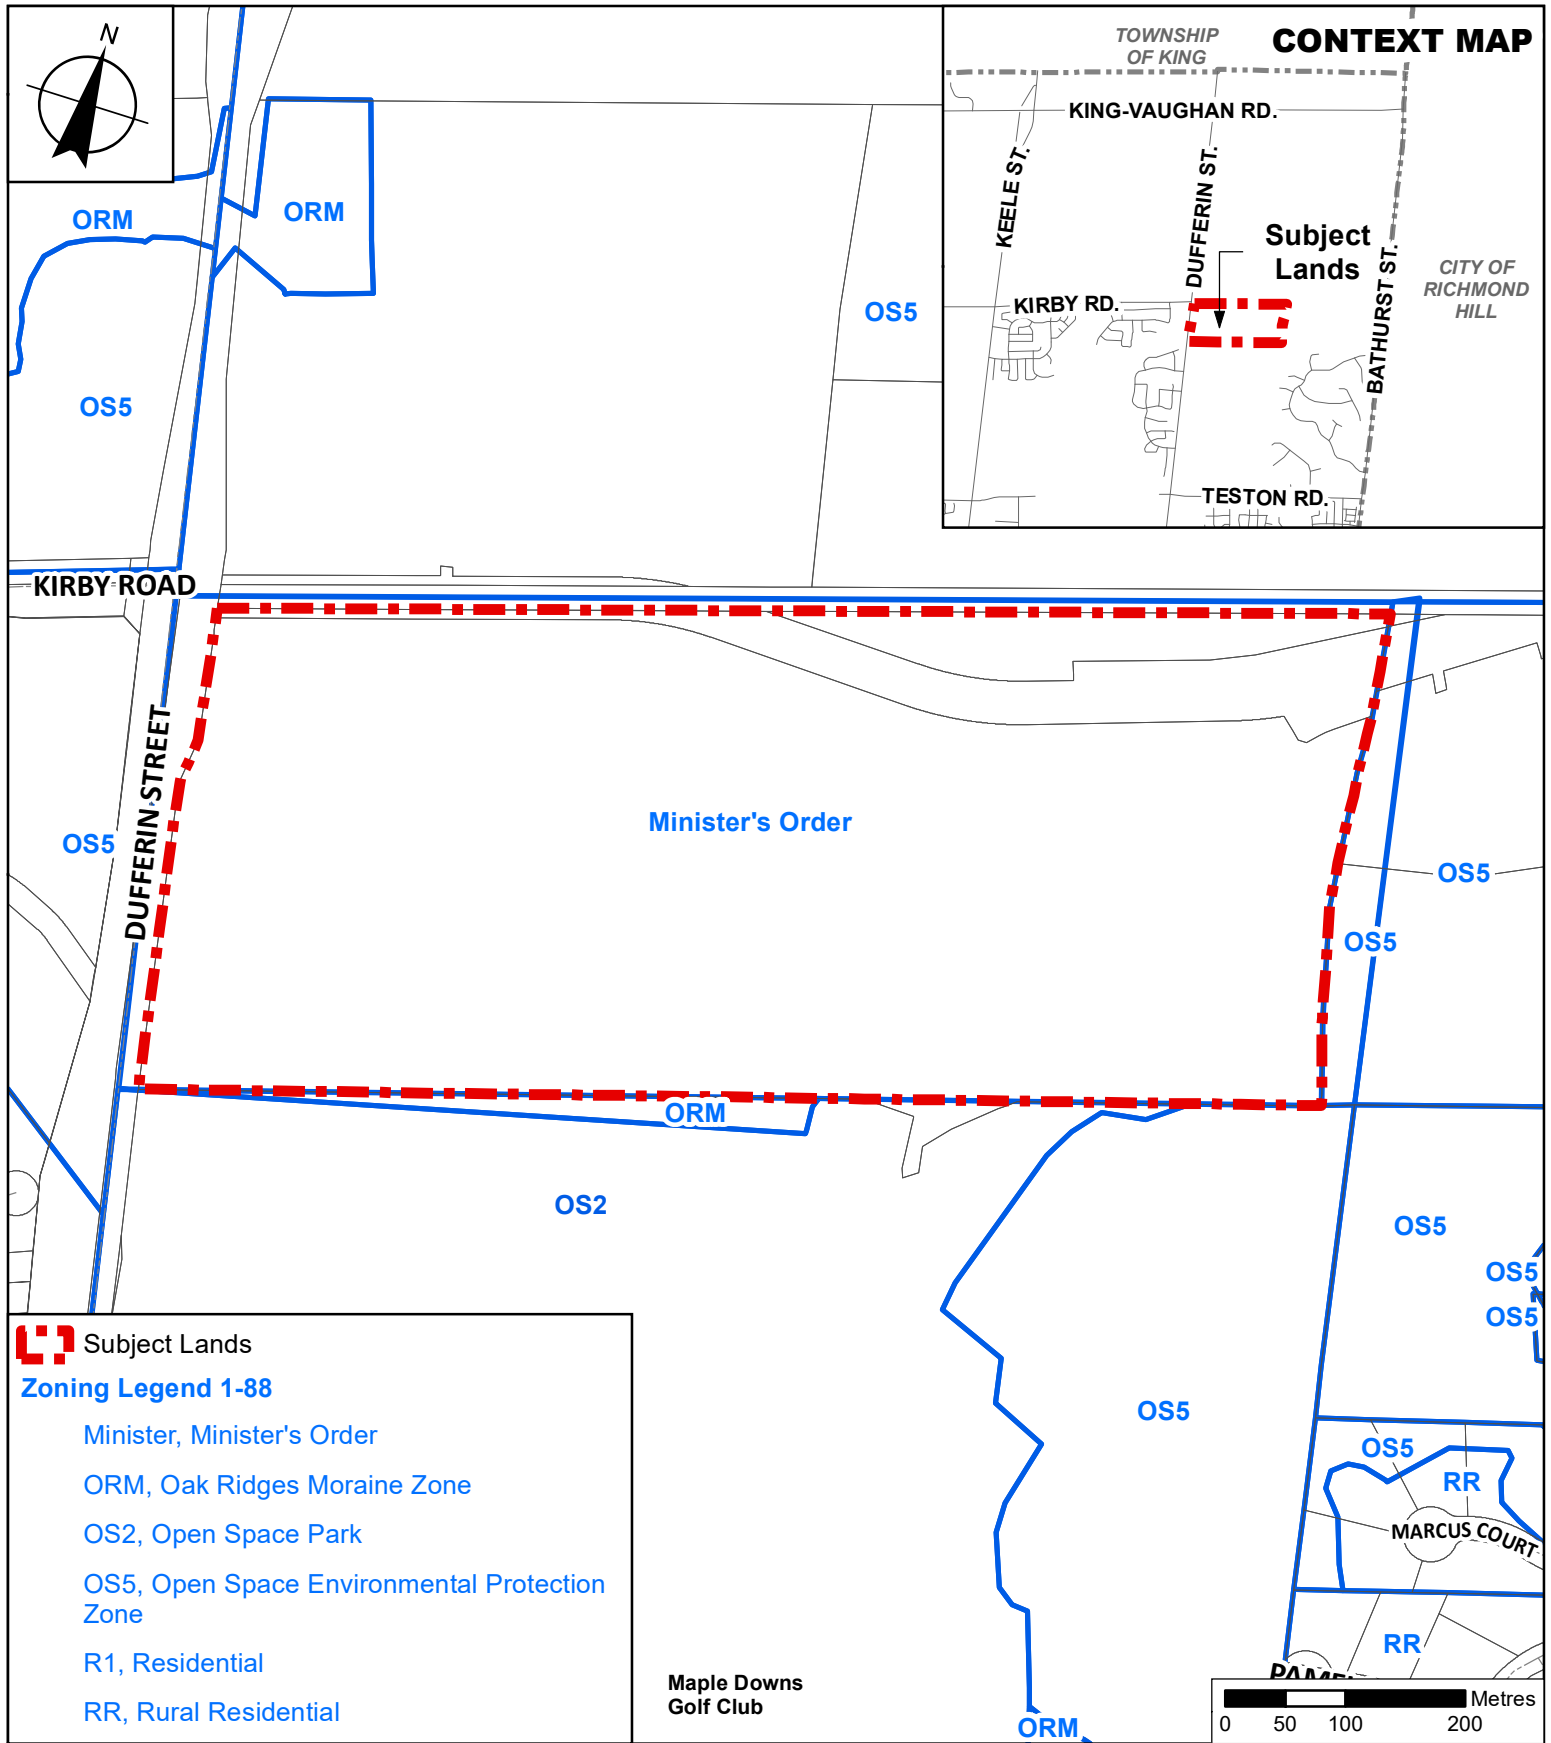 N
CONTEXT MAP
TOWNSHIP
OF KING
KING-VAUGHAN RD.
KEELE ST.
DUFFERIN ST.
Subject
Lands
BATHURST ST.
CITY OF
RICHMOND
HILL
KIRBY RD.
TESTON RD.
ORM
ORM
OS5
OS5
KIRBY ROAD
DUFFERIN STREET
OS5
Minister's Order
OS5
OS5
ORM
OS2
OS5
OS5
OS5
OS5
OS5
RR
MARCUS COURT
RR
Maple Downs
Golf Club
ORM
Subject Lands
Zoning Legend 1-88
Minister, Minister's Order
ORM, Oak Ridges Moraine Zone
OS2, Open Space Park
OS5, Open Space Environmental Protection
Zone
R1, Residential
RR, Rural Residential
Metres
0 50 100 200